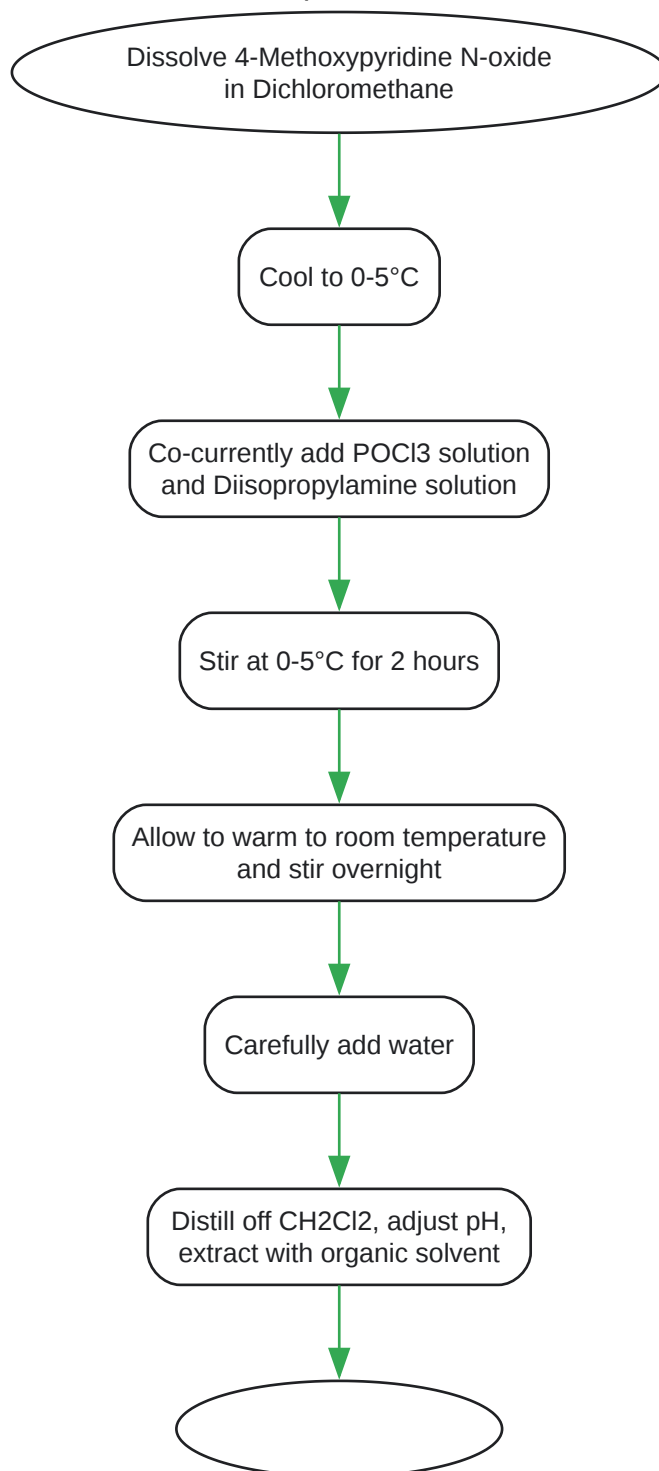 Dissolve 4-Methoxypyridine N-oxide
in Dichloromethane
Cool to 0-5°C
Co-currently add POCl3 solution
and Diisopropylamine solution
Stir at 0-5°C for 2 hours
Allow to warm to room temperature
and stir overnight
Carefully add water
Distill off CH2Cl2, adjust pH,
extract with organic solvent